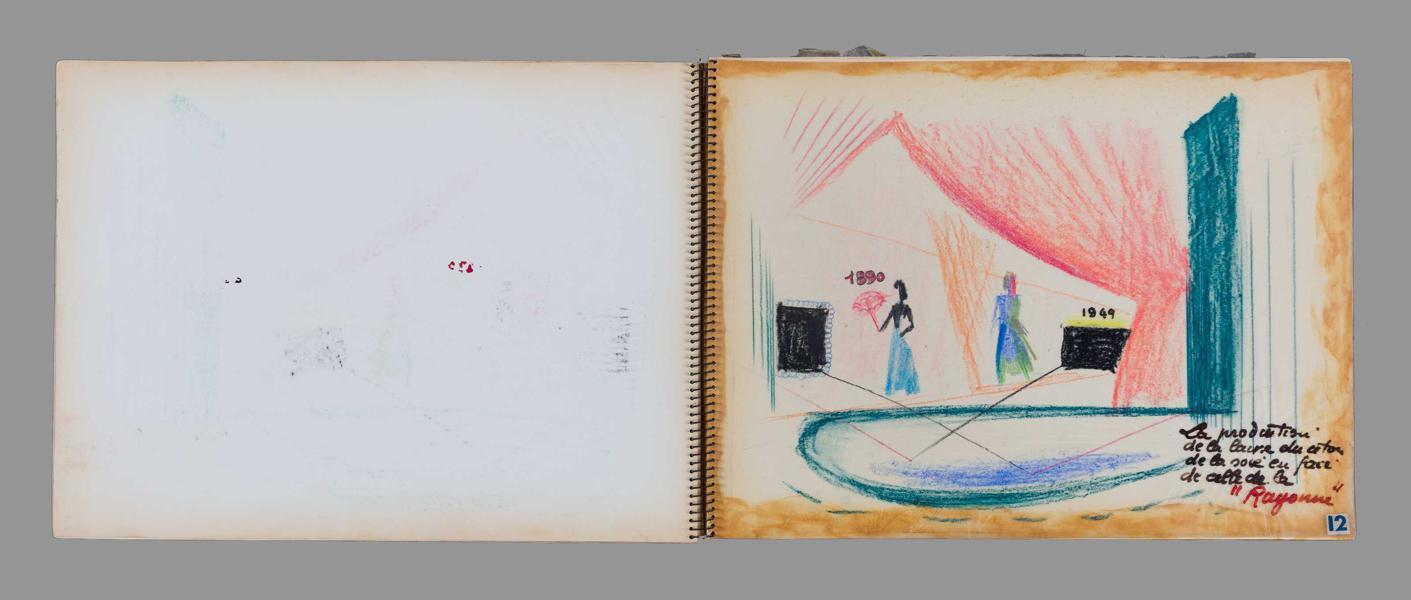 1890
1949
La production
de la laine du coton
de la soie en face
de celle de la
"Rayonne"
12